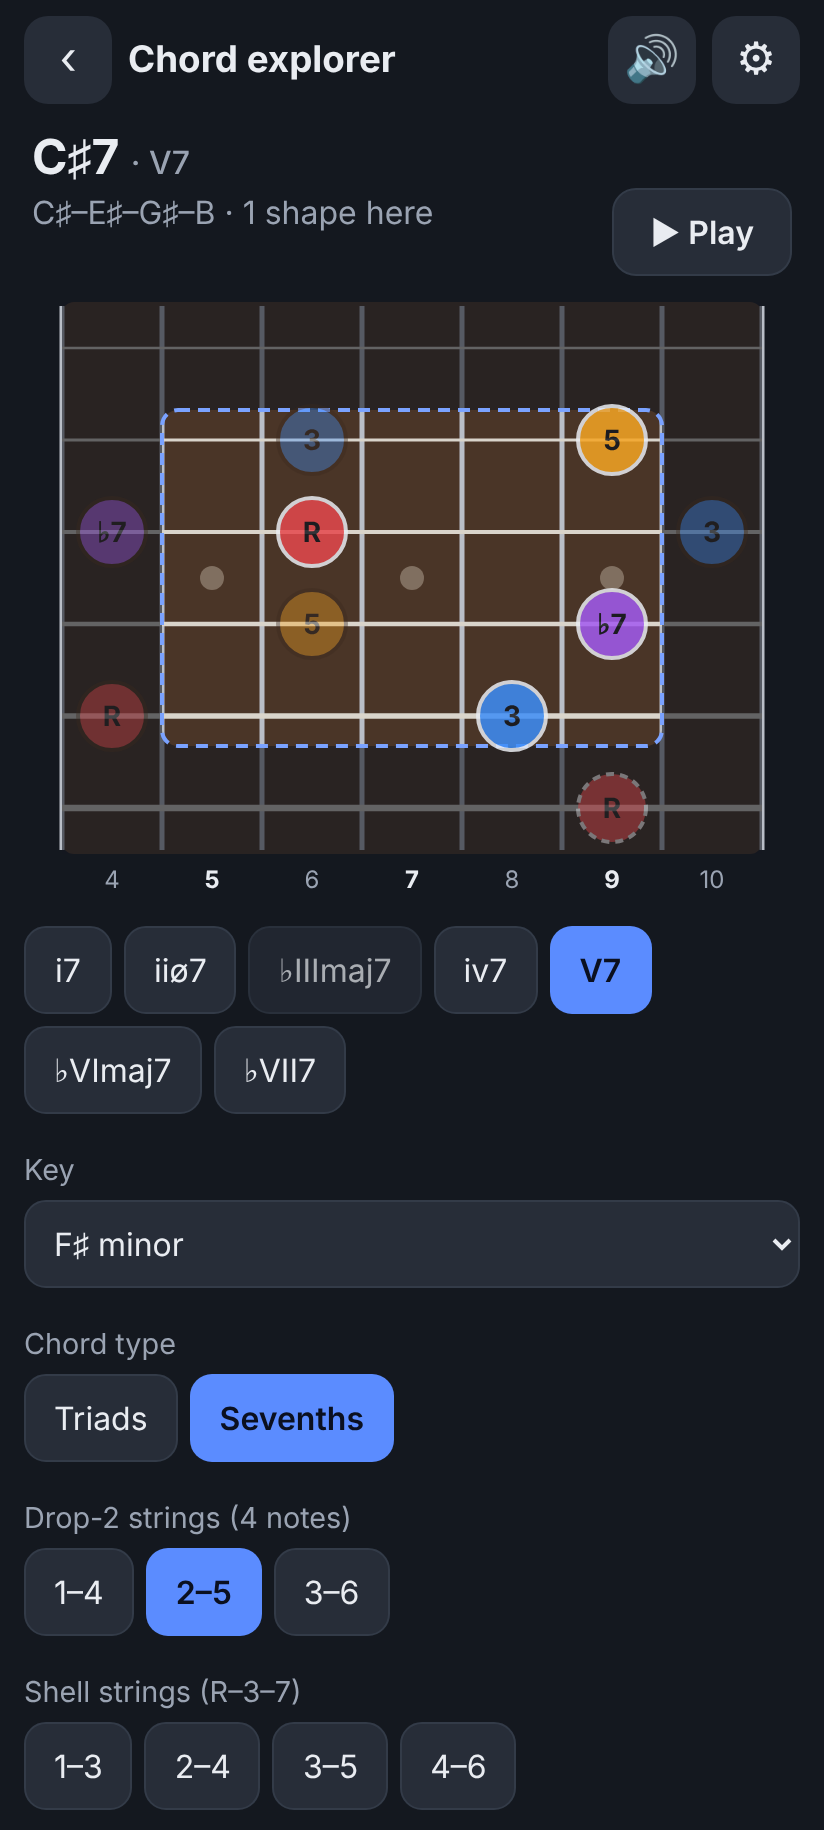 ‹ Chord explorer 🔊 ⚙
C♯7 · V7
C♯–E♯–G♯–B · 1 shape here
▶ Play
3 5
♭7 R 3
5 ♭7
R 3
R
4 5 6 7 8 9 10
i7 iiø7 ♭IIImaj7 iv7 V7
♭VImaj7 ♭VII7
Key
F♯ minor
Chord type
Triads Sevenths
Drop-2 strings (4 notes)
1–4 2–5 3–6
Shell strings (R–3–7)
1–3 2–4 3–5 4–6